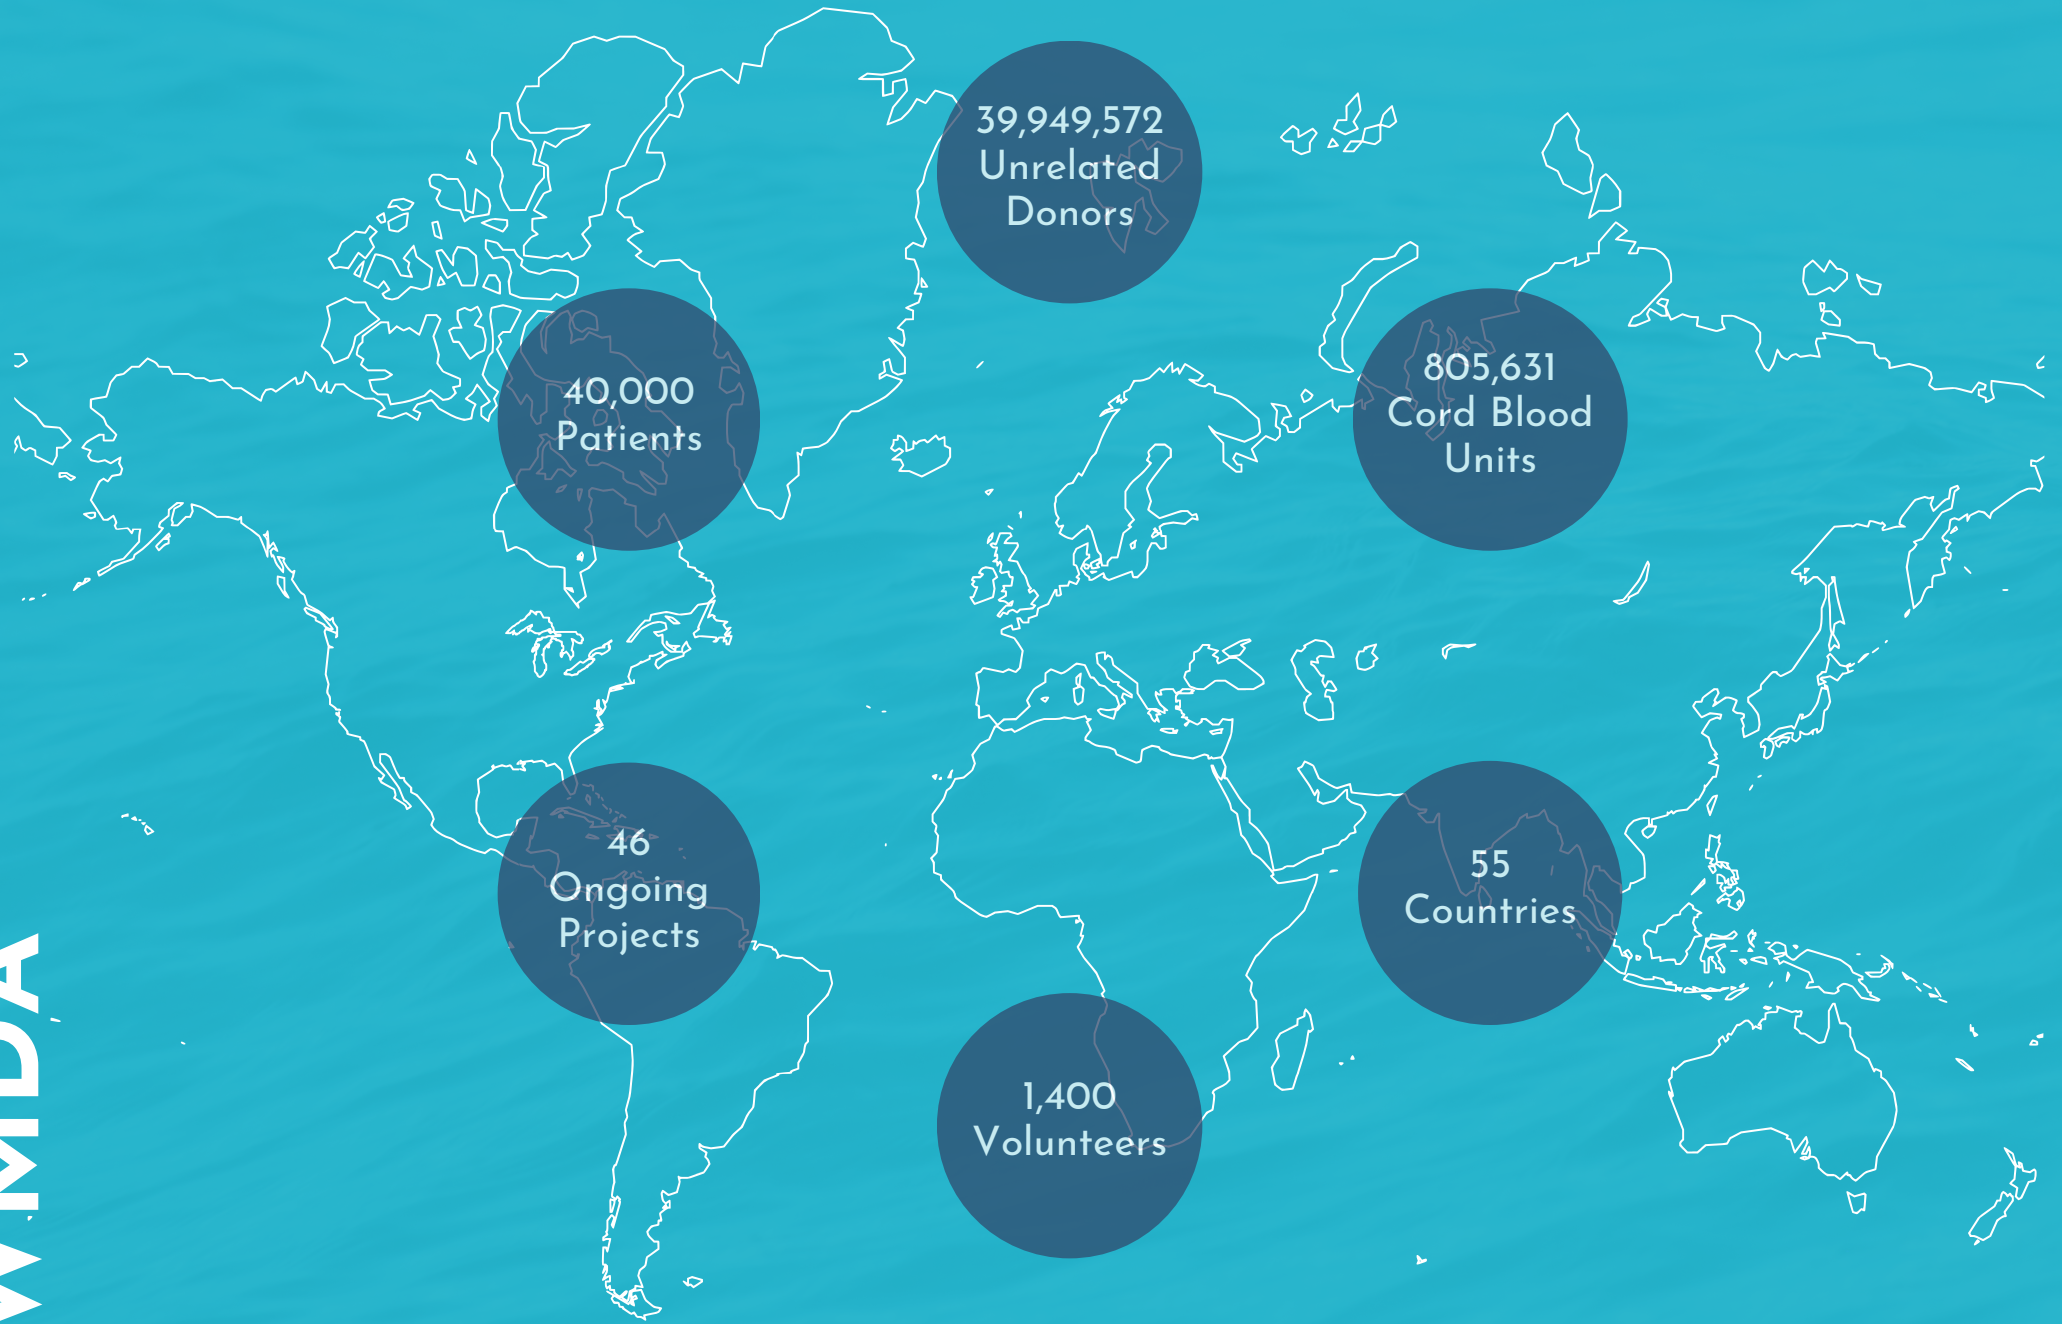 39,949,572
Unrelated
Donors
40,000
Patients
805,631
Cord Blood
Units
46
Ongoing
Projects
55
Countries
1,400
Volunteers
WMDA